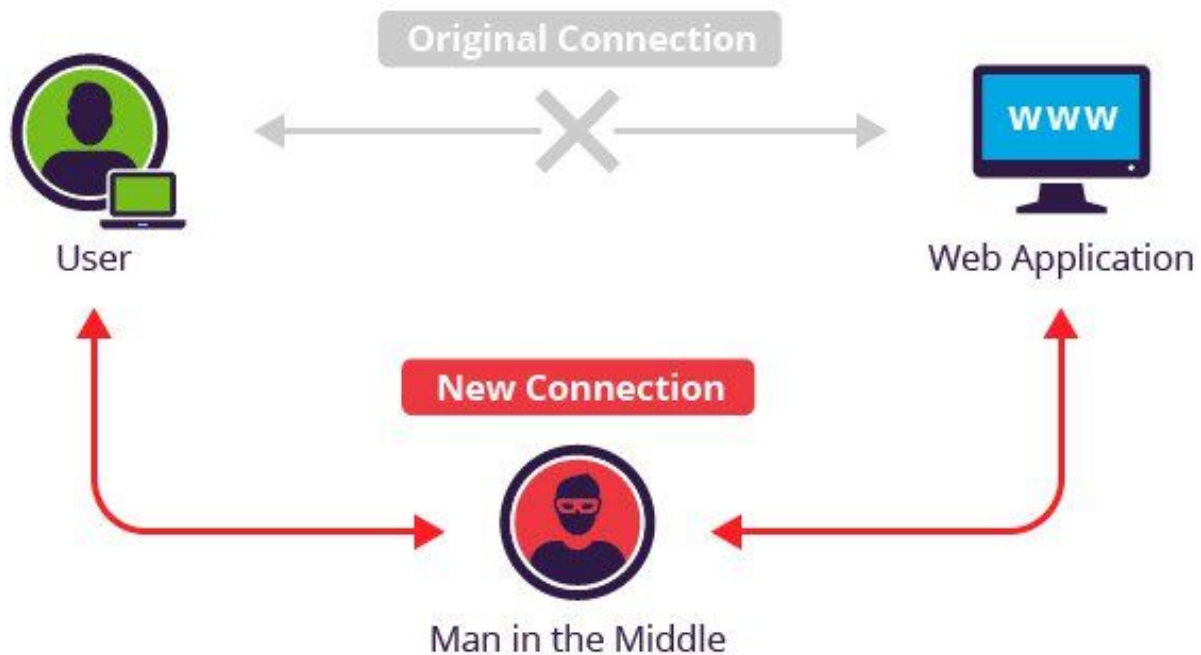 Original Connection
www
User
Web Application
New Connection
Man in the Middle